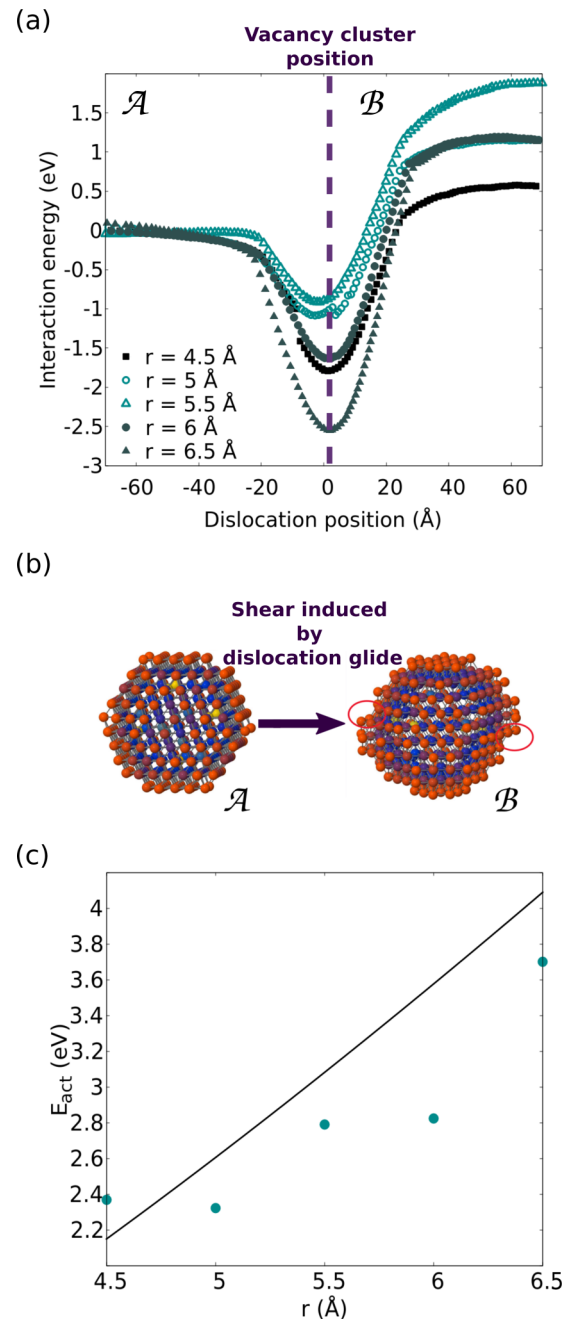 (a)
Vacancy cluster
position
𝒜
ℬ
Interaction energy (eV)
1.5
1
0.5
0
-0.5
-1
-1.5
-2
-2.5
-3
r = 4.5 Å
r = 5 Å
r = 5.5 Å
r = 6 Å
r = 6.5 Å
-60 -40 -20 0 20 40 60
Dislocation position (Å)
(b)
Shear induced
by
dislocation glide
𝒜
ℬ
(c)
E_act (eV)
4
3.8
3.6
3.4
3.2
3
2.8
2.6
2.4
2.2
4.5 5 5.5 6 6.5
r (Å)